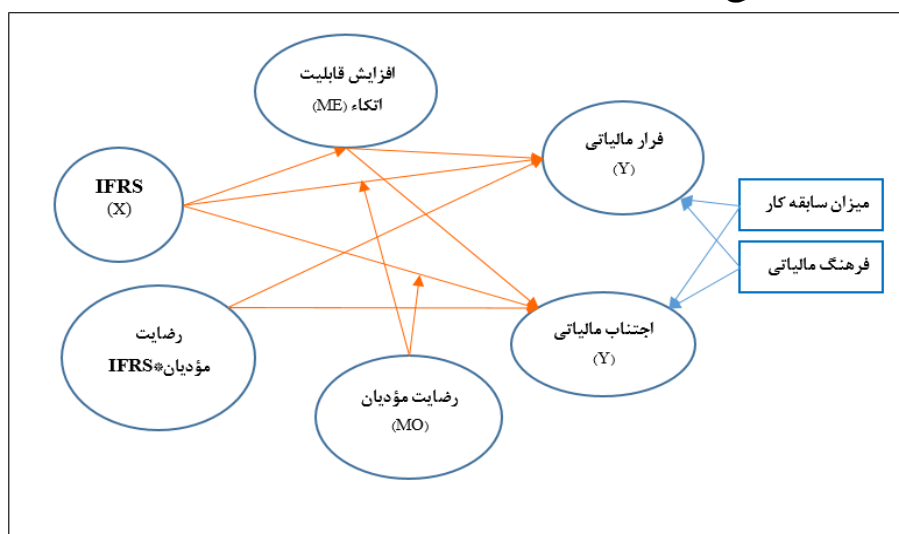 افزایش قابلیت
اتکاء (ME)
فرار مالیاتی
(Y)
IFRS
(X)
میزان سابقه کار
فرهنگ مالیاتی
رضایت
مؤدیان*IFRS
اجتناب مالیاتی
(Y)
رضایت مؤدیان
(MO)